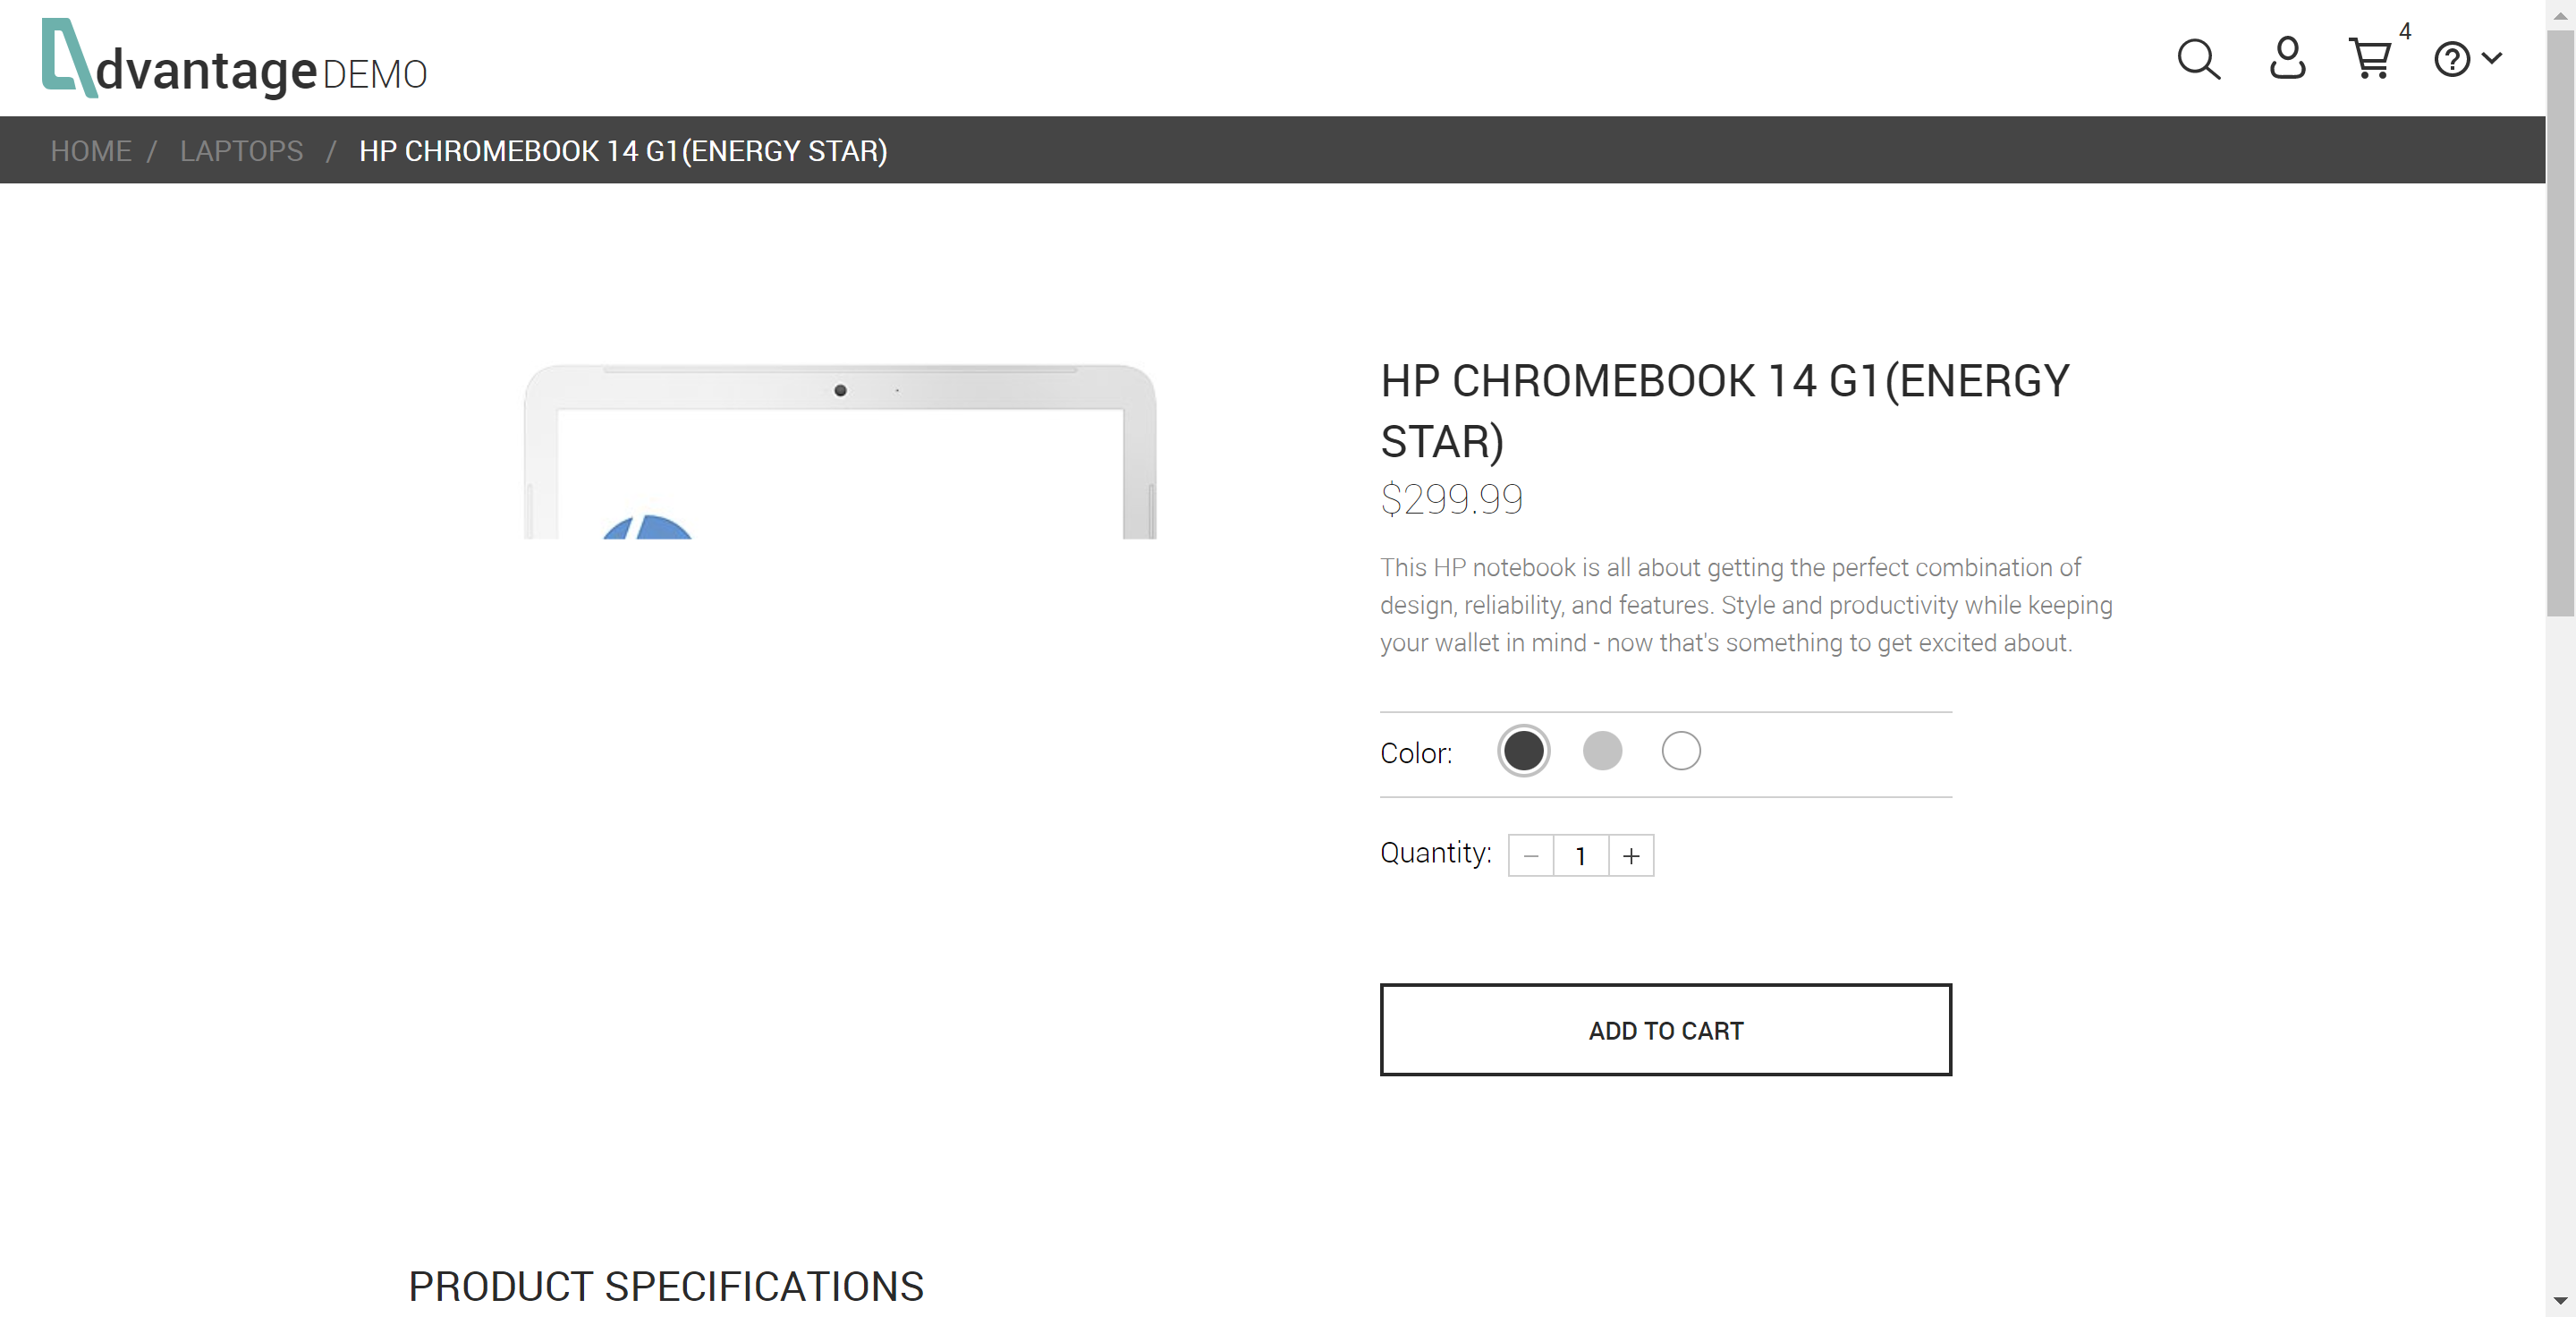 dvantage DEMO
4
HOME / LAPTOPS / HP CHROMEBOOK 14 G1(ENERGY STAR)
HP CHROMEBOOK 14 G1(ENERGY
STAR)
$299.99
This HP notebook is all about getting the perfect combination of
design, reliability, and features. Style and productivity while keeping
your wallet in mind - now that's something to get excited about.
Color:
Quantity: − 1 +
ADD TO CART
PRODUCT SPECIFICATIONS